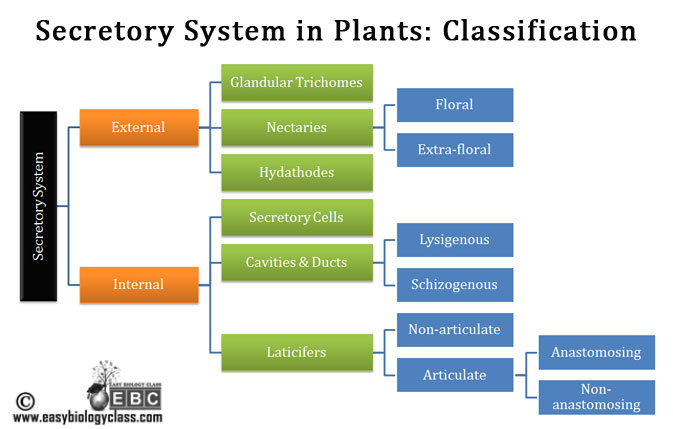 Secretory System in Plants: Classification
Secretory System
External
Glandular Trichomes
Nectaries
Floral
Extra-floral
Hydathodes
Internal
Secretory Cells
Cavities & Ducts
Lysigenous
Schizogenous
Laticifers
Non-articulate
Articulate
Anastomosing
Non-
anastomosing
©
EASY BIOLOGY CLASS
EBC
www.easybiologyclass.com